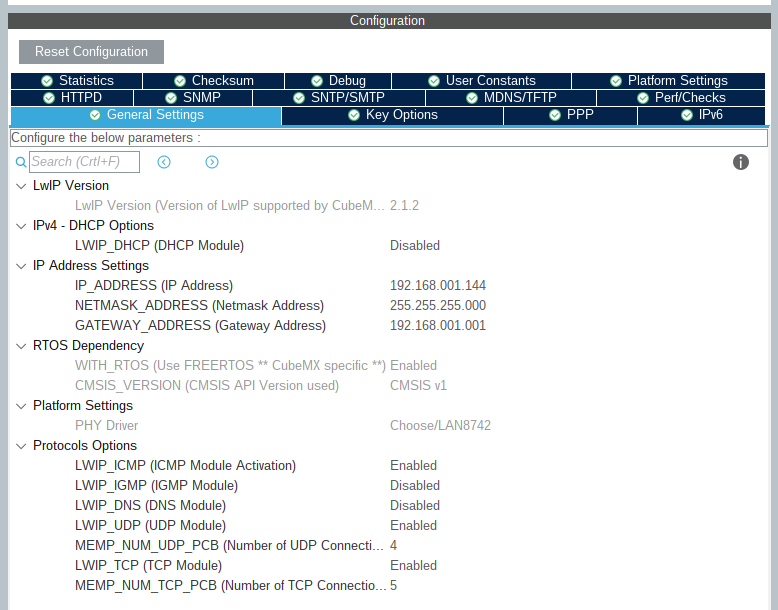 Configuration
Reset Configuration
Statistics Checksum Debug User Constants Platform Settings
HTTPD SNMP SNTP/SMTP MDNS/TFTP Perf/Checks
General Settings Key Options PPP IPv6
Configure the below parameters :
Search (Crtl+F)
LwIP Version
LwIP Version (Version of LwIP supported by CubeM... 2.1.2
IPv4 - DHCP Options
LWIP_DHCP (DHCP Module) Disabled
IP Address Settings
IP_ADDRESS (IP Address) 192.168.001.144
NETMASK_ADDRESS (Netmask Address) 255.255.255.000
GATEWAY_ADDRESS (Gateway Address) 192.168.001.001
RTOS Dependency
WITH_RTOS (Use FREERTOS ** CubeMX specific **) Enabled
CMSIS_VERSION (CMSIS API Version used) CMSIS v1
Platform Settings
PHY Driver Choose/LAN8742
Protocols Options
LWIP_ICMP (ICMP Module Activation) Enabled
LWIP_IGMP (IGMP Module) Disabled
LWIP_DNS (DNS Module) Disabled
LWIP_UDP (UDP Module) Enabled
MEMP_NUM_UDP_PCB (Number of UDP Connecti... 4
LWIP_TCP (TCP Module) Enabled
MEMP_NUM_TCP_PCB (Number of TCP Connectio... 5